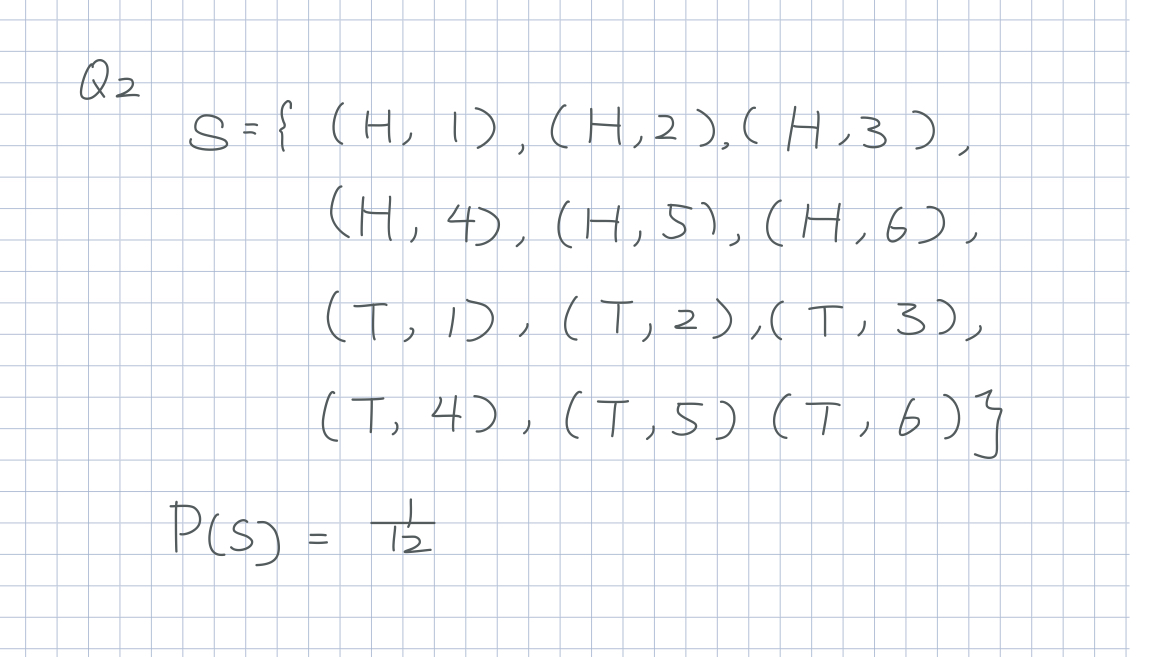 Q2
S={ (H, 1), (H,2),(H,3),
(H, 4), (H,5), (H,6),
(T, 1), (T,2),(T,3),
(T,4), (T,5) (T,6)}
P(S) = 1/12